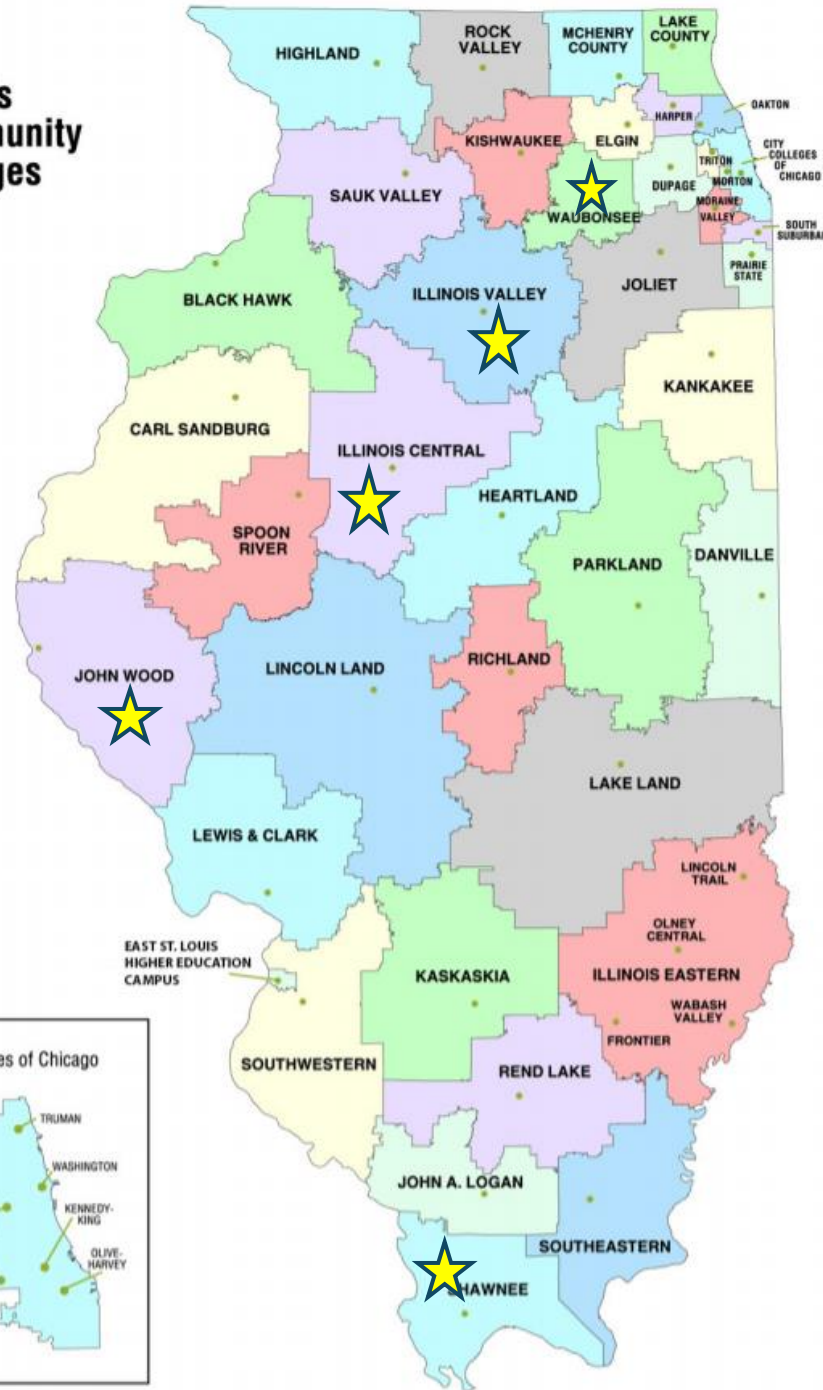 s
munity
ges
HIGHLAND
ROCK
VALLEY
MCHENRY
COUNTY
LAKE
COUNTY
HARPER
OAKTON
KISHWAUKEE
ELGIN
CITY
COLLEGES
OF
CHICAGO
TRITON
SAUK VALLEY
DUPAGE
MORTON
MORAINE
VALLEY
WAUBONSEE
SOUTH
SUBURBAN
PRAIRIE
STATE
BLACK HAWK
ILLINOIS VALLEY
JOLIET
KANKAKEE
CARL SANDBURG
ILLINOIS CENTRAL
HEARTLAND
SPOON
RIVER
PARKLAND
DANVILLE
JOHN WOOD
LINCOLN LAND
RICHLAND
LAKE LAND
LEWIS & CLARK
LINCOLN
TRAIL
OLNEY
CENTRAL
EAST ST. LOUIS
HIGHER EDUCATION
CAMPUS
KASKASKIA
ILLINOIS EASTERN
WABASH
VALLEY
FRONTIER
SOUTHWESTERN
REND LAKE
es of Chicago
TRUMAN
WASHINGTON
KENNEDY-
KING
OLIVE-
HARVEY
JOHN A. LOGAN
SOUTHEASTERN
SHAWNEE